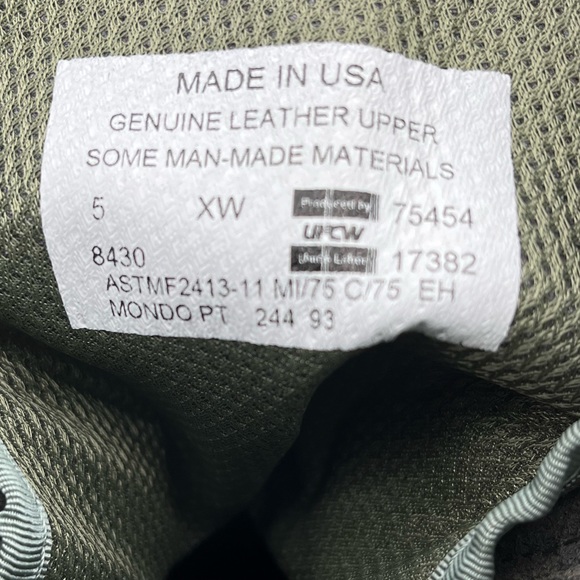 MADE IN USA
GENUINE LEATHER UPPER
SOME MAN-MADE MATERIALS
5 XW Produced by 75454
UFCW
8430 Union Labor 17382
ASTMF2413-11 MI/75 C/75 EH
MONDO PT 244 93